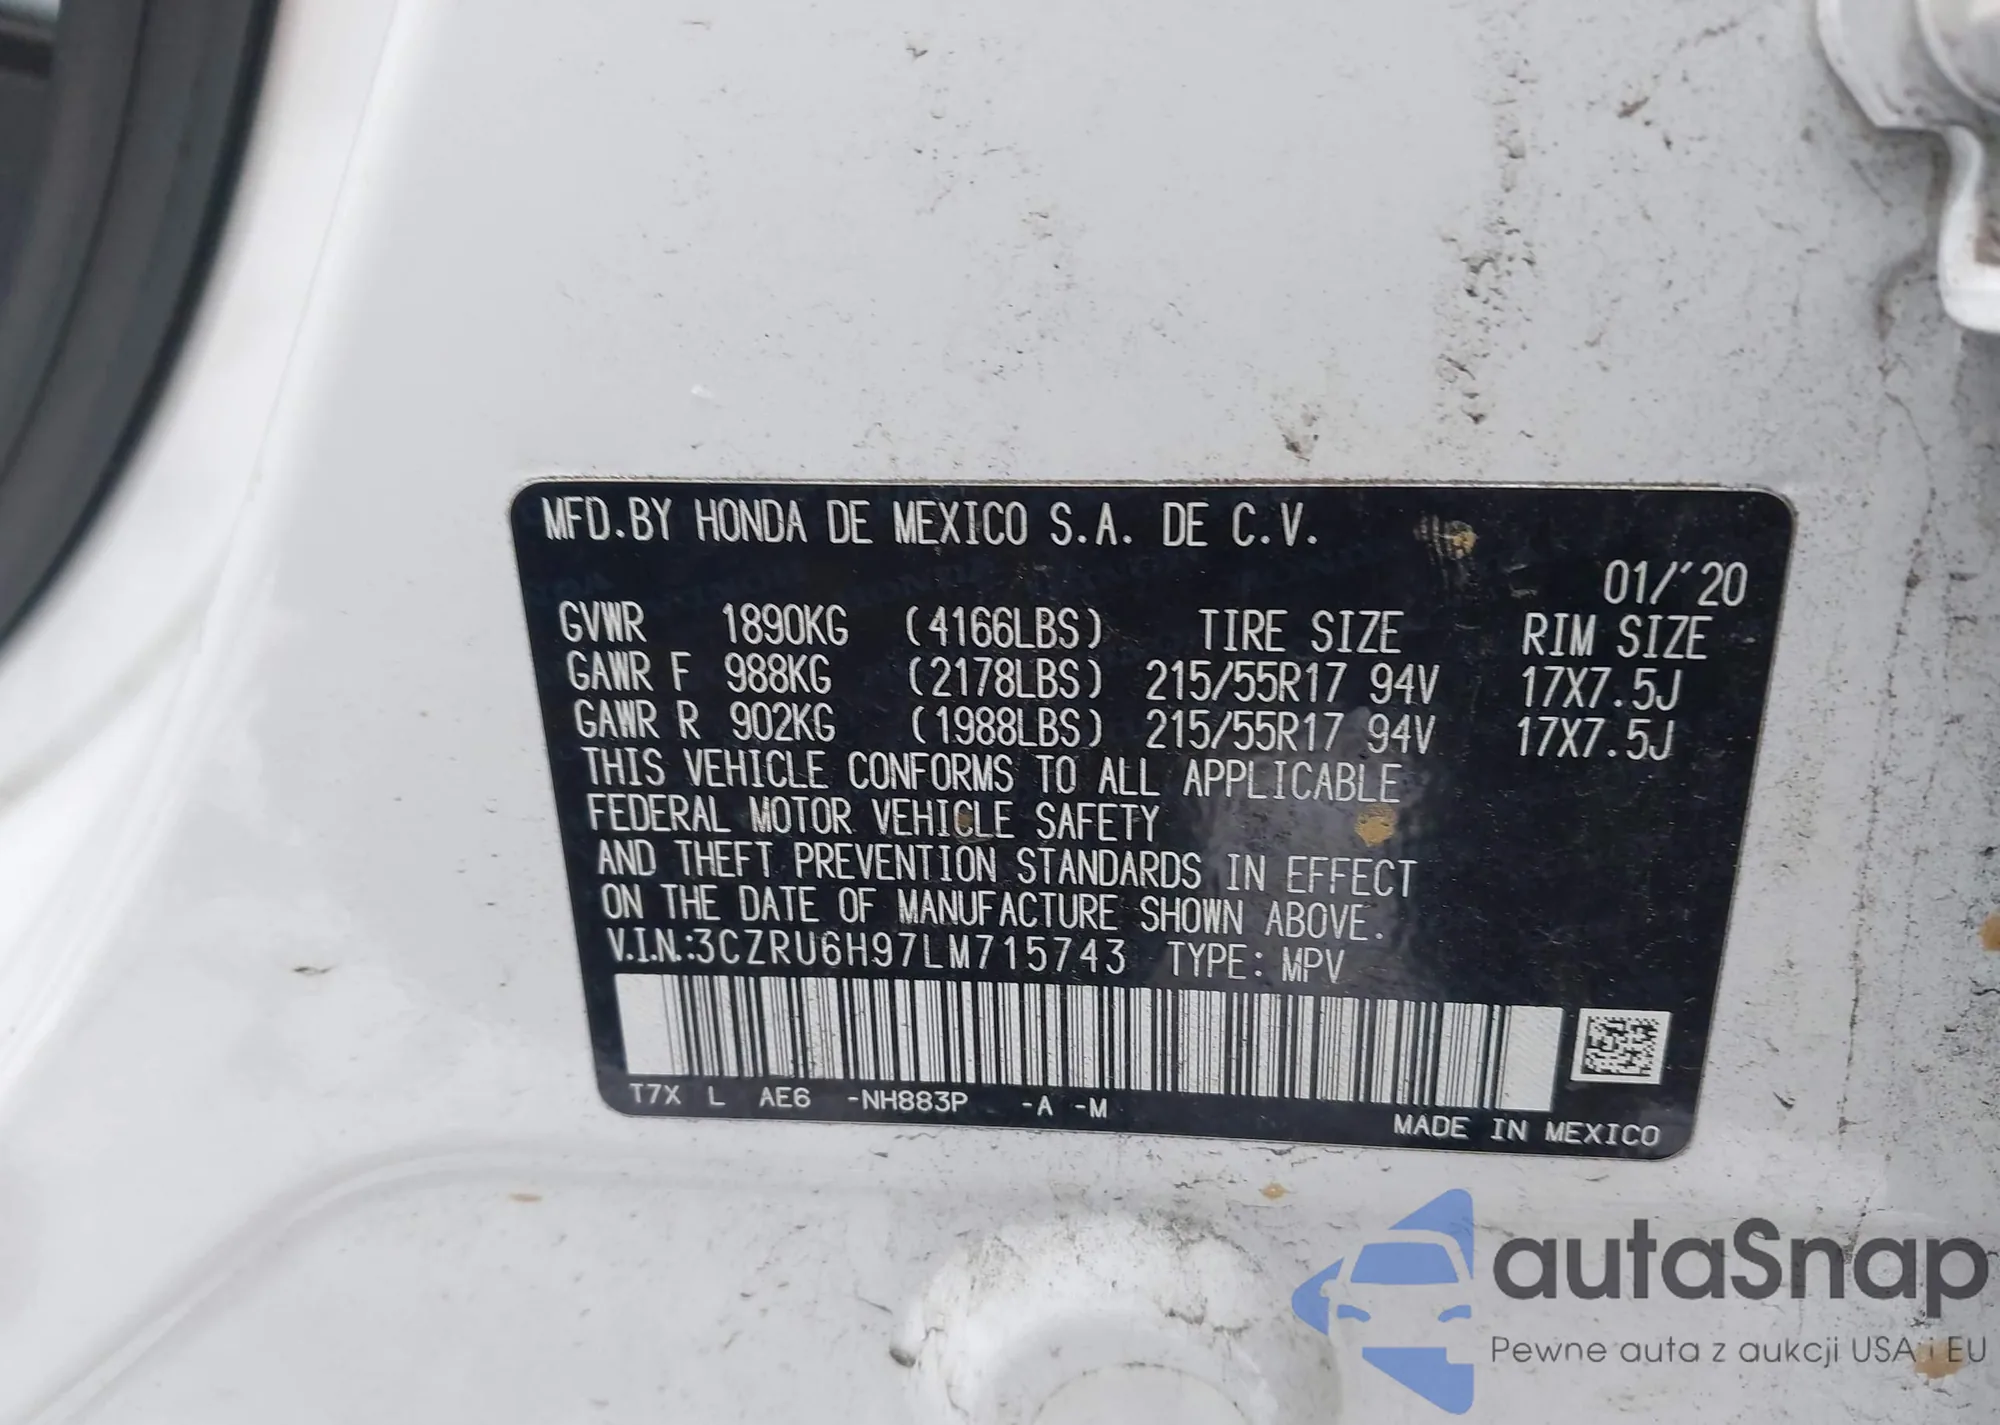 MFD.BY HONDA DE MEXICO S.A. DE C.V.
01/'20
GVWR 1890KG (4166LBS) TIRE SIZE RIM SIZE
GAWR F 988KG (2178LBS) 215/55R17 94V 17X7.5J
GAWR R 902KG (1988LBS) 215/55R17 94V 17X7.5J
THIS VEHICLE CONFORMS TO ALL APPLICABLE
FEDERAL MOTOR VEHICLE SAFETY
AND THEFT PREVENTION STANDARDS IN EFFECT
ON THE DATE OF MANUFACTURE SHOWN ABOVE.
V.I.N.:3CZRU6H97LM715743 TYPE: MPV
T7X L AE6 -NH883P -A -M
MADE IN MEXICO
autaSnap
Pewne auta z aukcji USA i EU